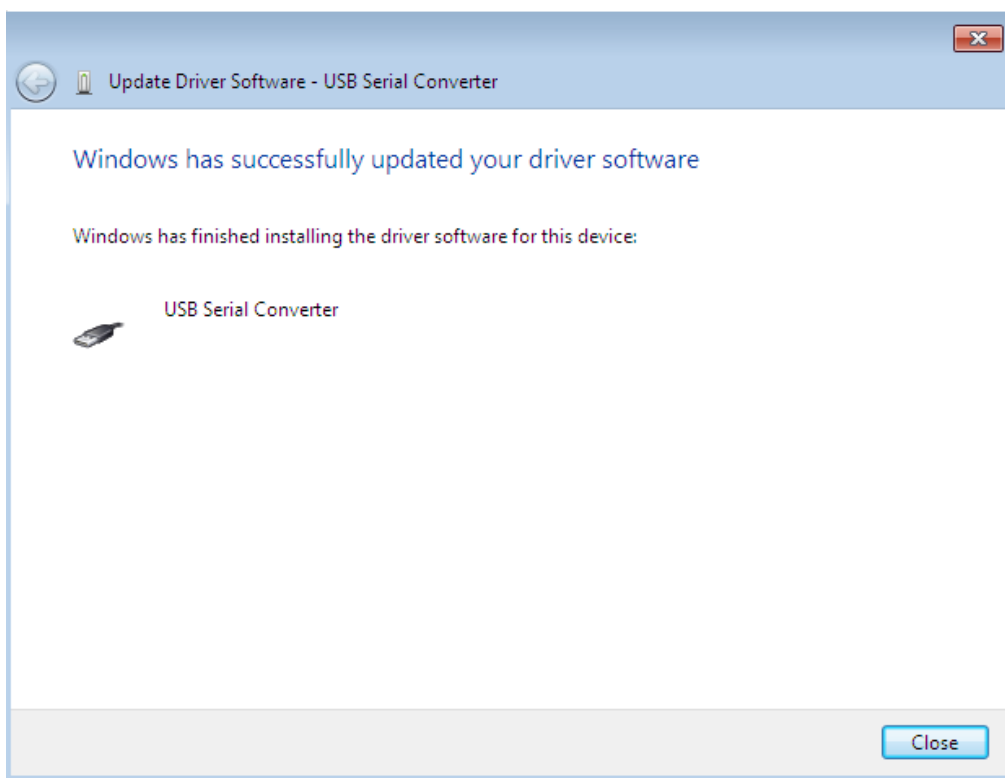 Update Driver Software - USB Serial Converter
Windows has successfully updated your driver software
Windows has finished installing the driver software for this device:
USB Serial Converter
Close